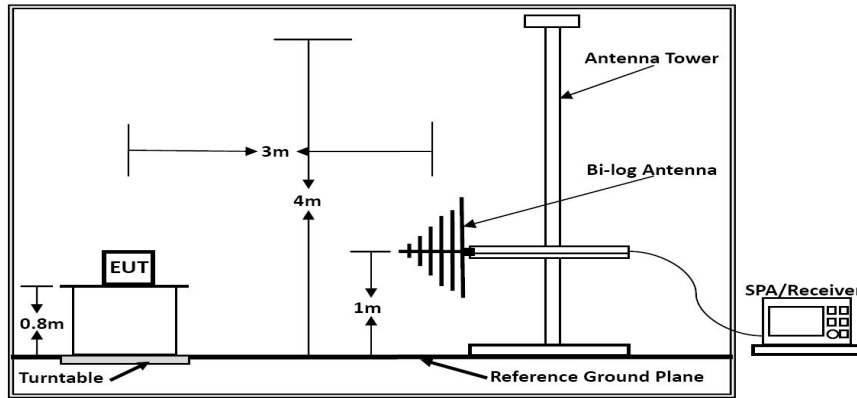 Antenna Tower
3m
Bi-log Antenna
4m
EUT
0.8m
1m
SPA/Receiver
Turntable
Reference Ground Plane